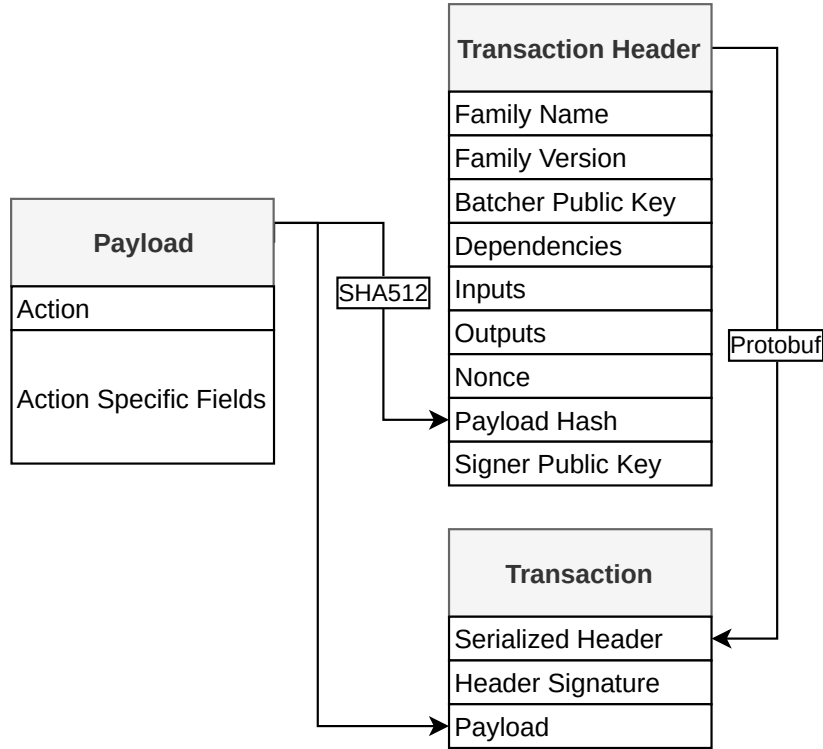 Transaction Header
Family Name
Family Version
Batcher Public Key
Dependencies
Inputs
Outputs
Nonce
Payload Hash
Signer Public Key
Payload
Action
Action Specific Fields
SHA512
Protobuf
Transaction
Serialized Header
Header Signature
Payload